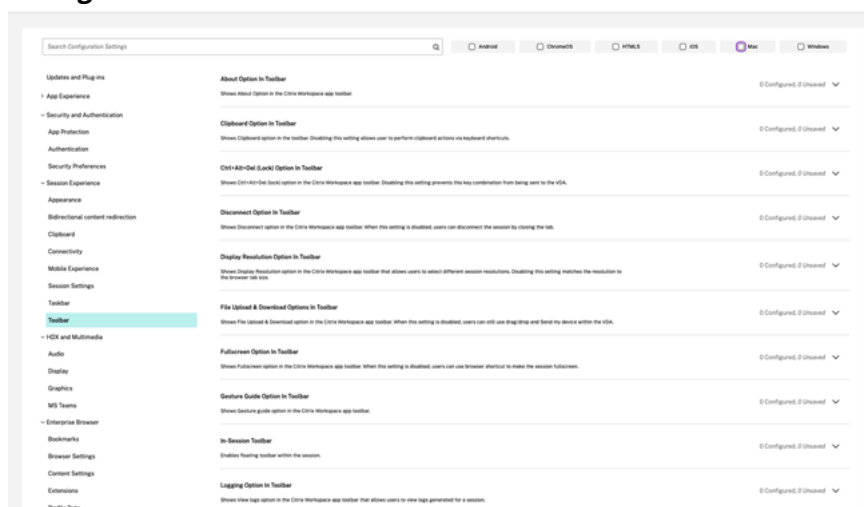 Search Configuration Settings
Android
ChromeOS
HTML5
iOS
Mac
Windows
Updates and Plug-ins
App Experience
Security and Authentication
App Protection
Authentication
Security Preferences
Session Experience
Appearance
Bidirectional content redirection
Clipboard
Connectivity
Mobile Experience
Session Settings
Taskbar
Toolbar
HDX and Multimedia
Audio
Display
Graphics
MS Teams
Enterprise Browser
Bookmarks
Browser Settings
Content Settings
Extensions
About Option In Toolbar
Shows About Option in the Citrix Workspace app toolbar.
0 Configured, 0 Unsaved
Clipboard Option In Toolbar
Shows Clipboard option in the toolbar. Disabling this setting allows user to perform clipboard actions via keyboard shortcuts.
0 Configured, 0 Unsaved
Ctrl+Alt+Del (Lock) Option In Toolbar
Shows Ctrl+Alt+Del (lock) option in the Citrix Workspace app toolbar. Disabling this setting prevents this key combination from being sent to the VDA.
0 Configured, 0 Unsaved
Disconnect Option In Toolbar
Shows Disconnect option in the Citrix Workspace app toolbar. When this setting is disabled, users can disconnect the session by closing the tab.
0 Configured, 0 Unsaved
Display Resolution Option In Toolbar
Shows Display Resolution option in the Citrix Workspace app toolbar that allows users to select different session resolutions. Disabling this setting matches the resolution to
the browser tab size.
0 Configured, 0 Unsaved
File Upload & Download Options In Toolbar
Shows File Upload & Download option in the Citrix Workspace app toolbar. When this setting is disabled, users can still use drag/drop and Send my device within the VDA.
0 Configured, 0 Unsaved
Fullscreen Option In Toolbar
Shows Fullscreen option in the Citrix Workspace app toolbar. When this setting is disabled, users can use browser shortcut to make the session fullscreen.
0 Configured, 0 Unsaved
Gesture Guide Option In Toolbar
Shows Gesture guide option in the Citrix Workspace app toolbar.
0 Configured, 0 Unsaved
In-Session Toolbar
Enables floating toolbar within the session.
0 Configured, 0 Unsaved
Logging Option In Toolbar
Shows View logs option in the Citrix Workspace app toolbar that allows users to view logs generated for a session.
0 Configured, 0 Unsaved